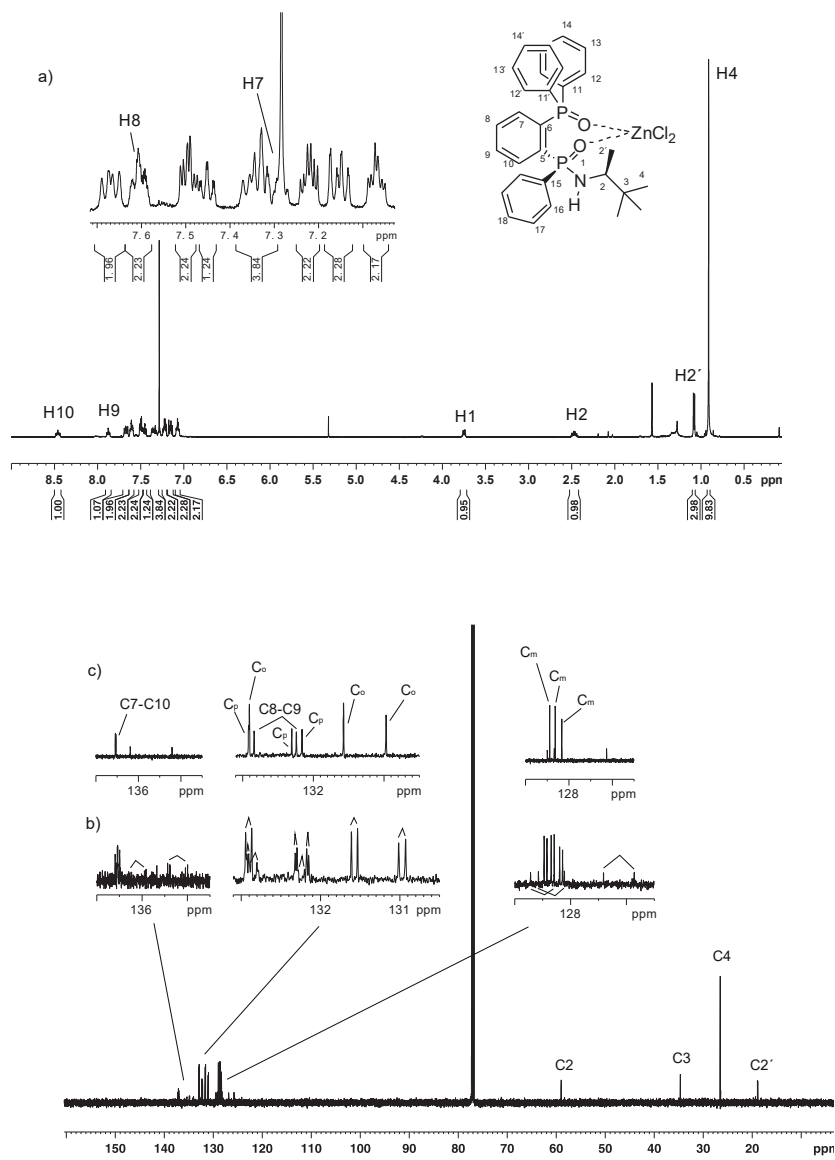 a)
H8
H7
7. 6 7. 5 7. 4 7. 3 7. 2 ppm
1. 96 2. 23 2. 24 1. 24 3. 84 2. 22 2. 28 2. 17
14
14´ 13
13´ 12
12´ 11
11´
8 7 6 P O
9 10 5 O ZnCl2
P 1 2´
15 N 2 3 4
16 H
18 17
H4
H10 H9 H1 H2 H2´
8.5 8.0 7.5 7.0 6.5 6.0 5.5 5.0 4.5 4.0 3.5 3.0 2.5 2.0 1.5 1.0 0.5 ppm
1.00 1.07 1.96 2.23 2.24 1.24 3.84 2.22 2.28 2.17 0.95 0.98 2.98 9.83
c)
C7-C10
Cp Co C8-C9 Cp Cp Co Co
Cm Cm Cm
136 ppm 132 ppm 128 ppm
b)
136 ppm 132 131 ppm 128 ppm
C2 C3 C4 C2´
150 140 130 120 110 100 90 80 70 60 50 40 30 20 ppm